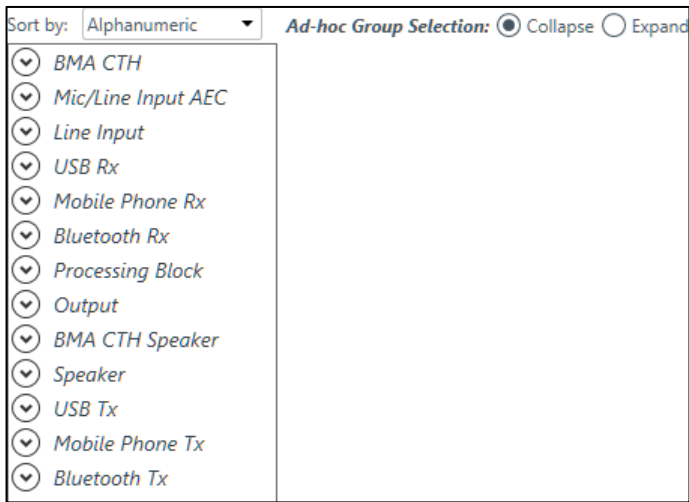 Sort by: Alphanumeric Ad-hoc Group Selection: Collapse Expand
BMA CTH
Mic/Line Input AEC
Line Input
USB Rx
Mobile Phone Rx
Bluetooth Rx
Processing Block
Output
BMA CTH Speaker
Speaker
USB Tx
Mobile Phone Tx
Bluetooth Tx